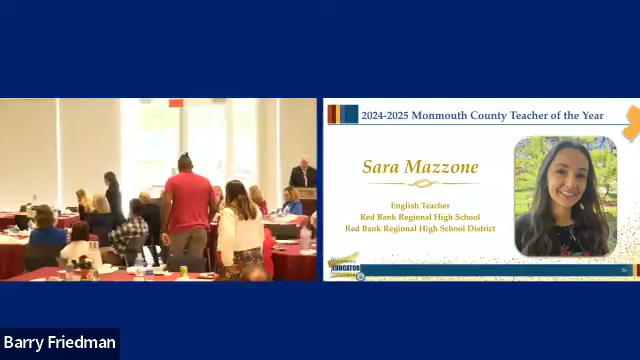 2024-2025 Monmouth County Teacher of the Year
Sara Mazzone
English Teacher
Red Bank Regional High School
Red Bank Regional High School District
EDUCATOR
Barry Friedman